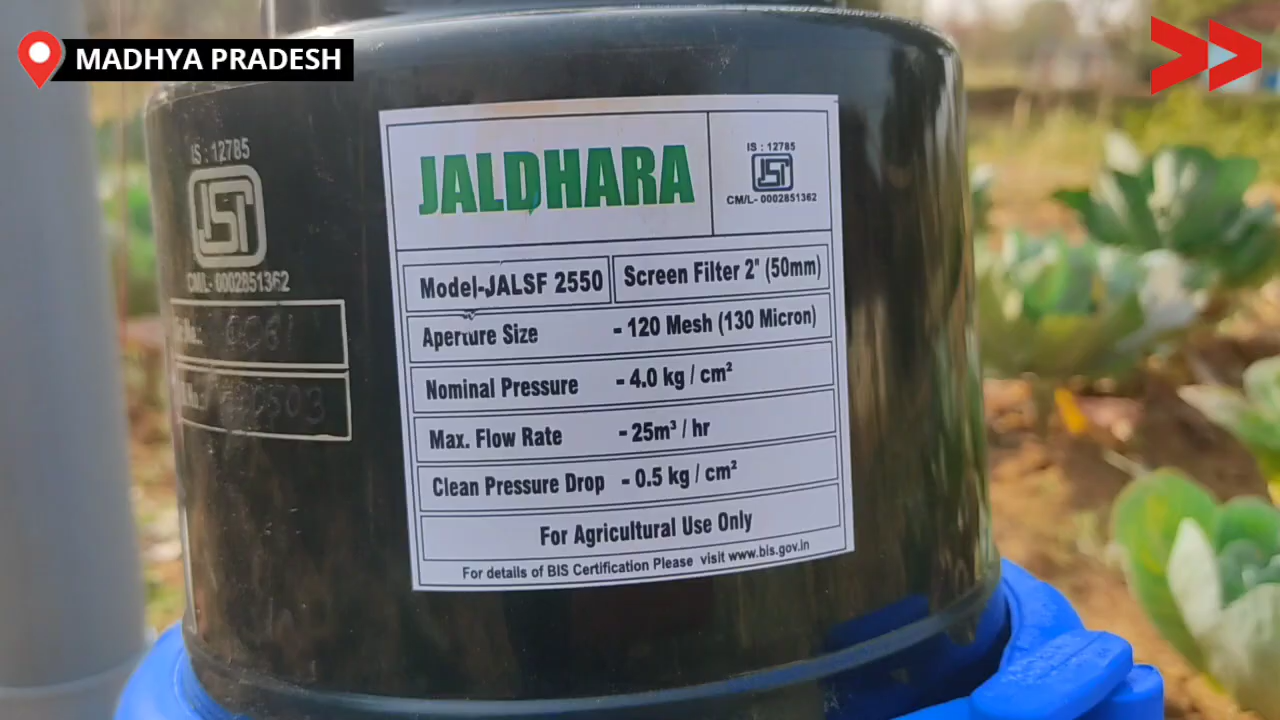 MADHYA PRADESH
IS : 12785
CM/L- 0002851362
JALDHARA
IS : 12785
CM/L- 0002851362
Model-JALSF 2550
Screen Filter 2" (50mm)
Aperture Size - 120 Mesh (130 Micron)
Nominal Pressure - 4.0 kg / cm²
Max. Flow Rate - 25m³ / hr
Clean Pressure Drop - 0.5 kg / cm²
For Agricultural Use Only
For details of BIS Certification Please visit www.bis.gov.in